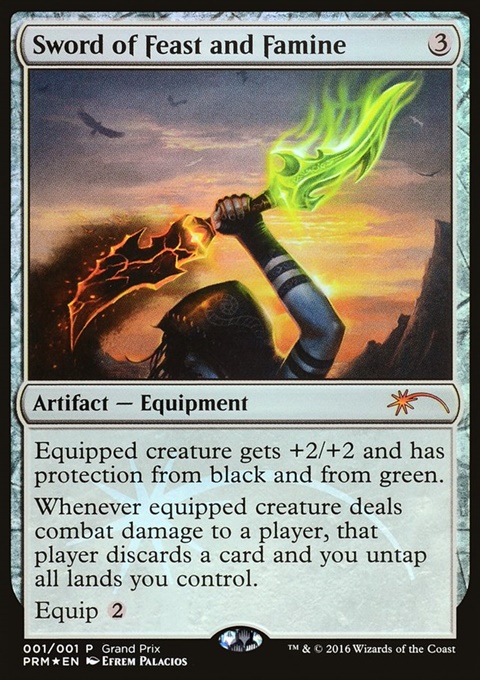 Sword of Feast and Famine 3
Artifact — Equipment
Equipped creature gets +2/+2 and has
protection from black and from green.
Whenever equipped creature deals
combat damage to a player, that
player discards a card and you untap
all lands you control.
Equip 2
001/001 P Grand Prix
PRM★EN Efrem Palacios
™ & © 2016 Wizards of the Coast